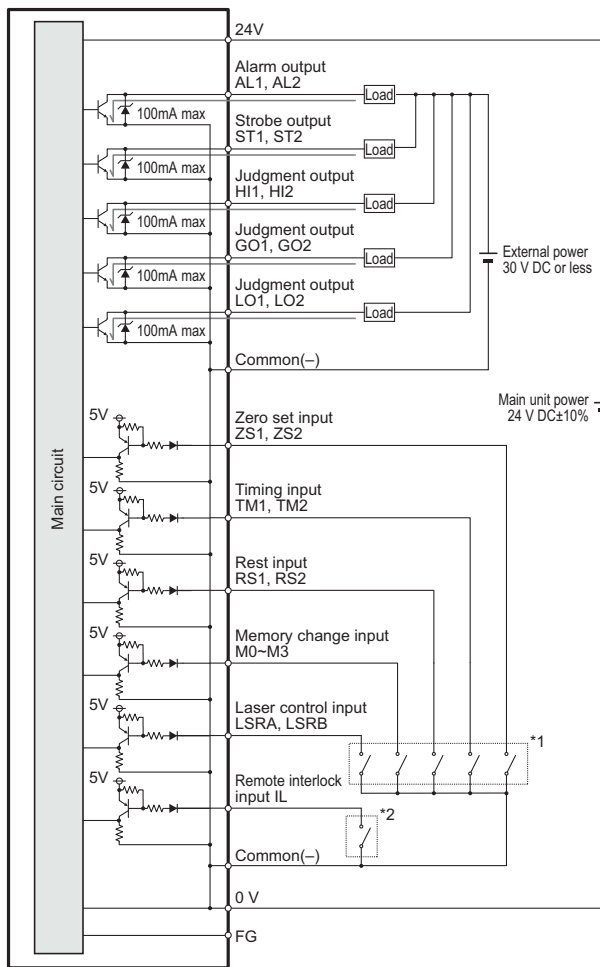 24V
Alarm output
AL1, AL2
Load
100mA max
Strobe output
ST1, ST2
Load
100mA max
Judgment output
HI1, HI2
Load
100mA max
Judgment output
GO1, GO2
Load
100mA max
External power
30 V DC or less
Judgment output
LO1, LO2
Load
100mA max
Common(–)
Main unit power
24 V DC±10%
Main circuit
5V
Zero set input
ZS1, ZS2
5V
Timing input
TM1, TM2
5V
Rest input
RS1, RS2
5V
Memory change input
M0~M3
5V
Laser control input
LSRA, LSRB
*1
5V
Remote interlock
input IL
*2
Common(–)
0 V
FG